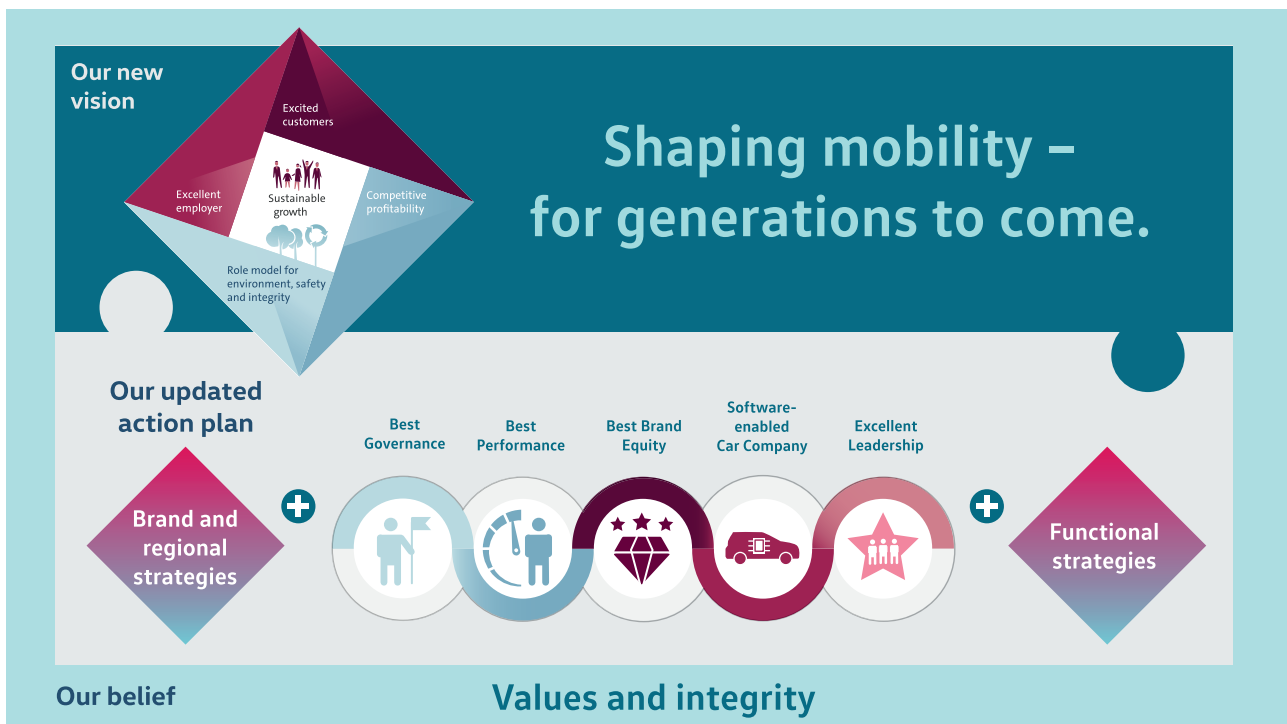 Our new
vision
Excited
customers
Excellent
employer
Sustainable
growth
Competitive
profitability
Role model for
environment, safety
and integrity
Shaping mobility –
for generations to come.
Our updated
action plan
Brand and
regional
strategies
Best
Governance
Best
Performance
Best Brand
Equity
Software-
enabled
Car Company
Excellent
Leadership
Functional
strategies
Our belief
Values and integrity